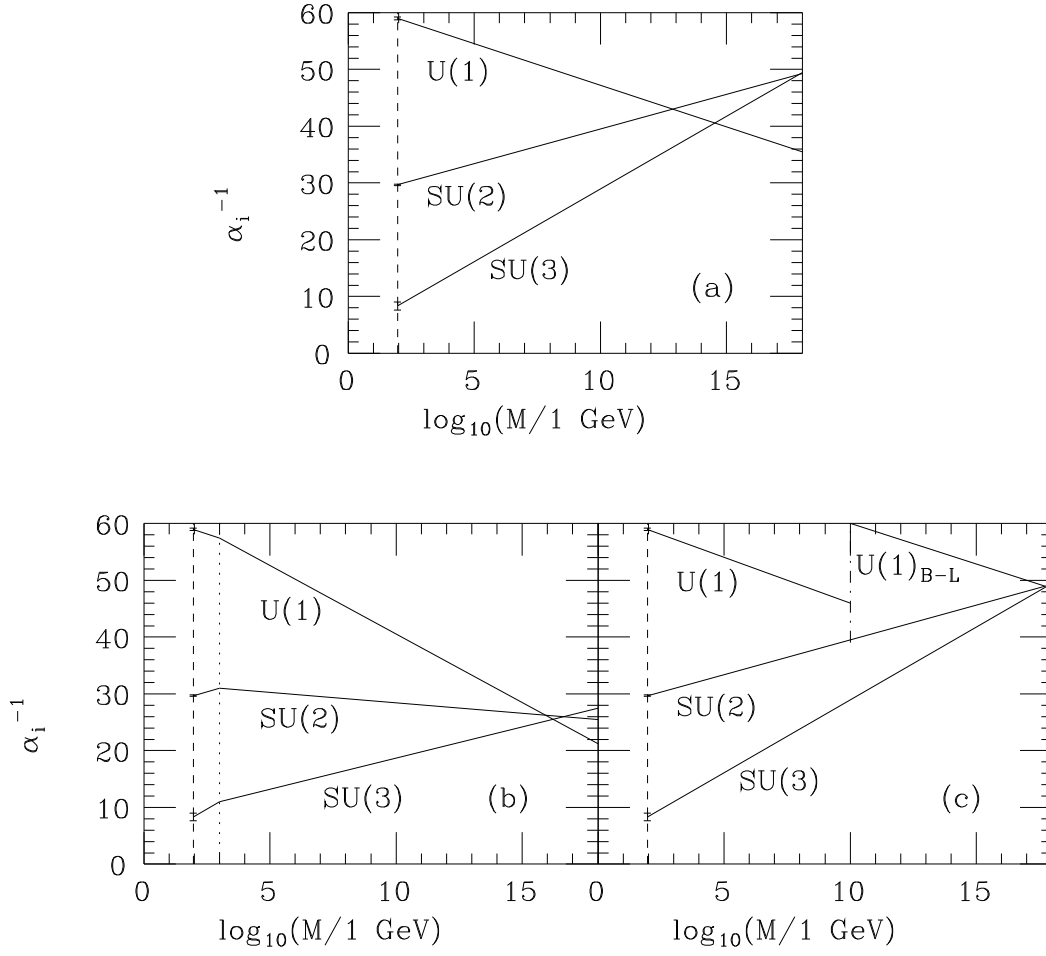 60
50
40
30
20
10
0
α_i^{-1}
U(1)
SU(2)
SU(3)
(a)
0 5 10 15
log₁₀(M/1 GeV)
60
50
40
30
20
10
0
α_i^{-1}
U(1)
SU(2)
SU(3)
(b)
0 5 10 15
log₁₀(M/1 GeV)
U(1)
U(1)_{B-L}
SU(2)
SU(3)
(c)
0 5 10 15
log₁₀(M/1 GeV)